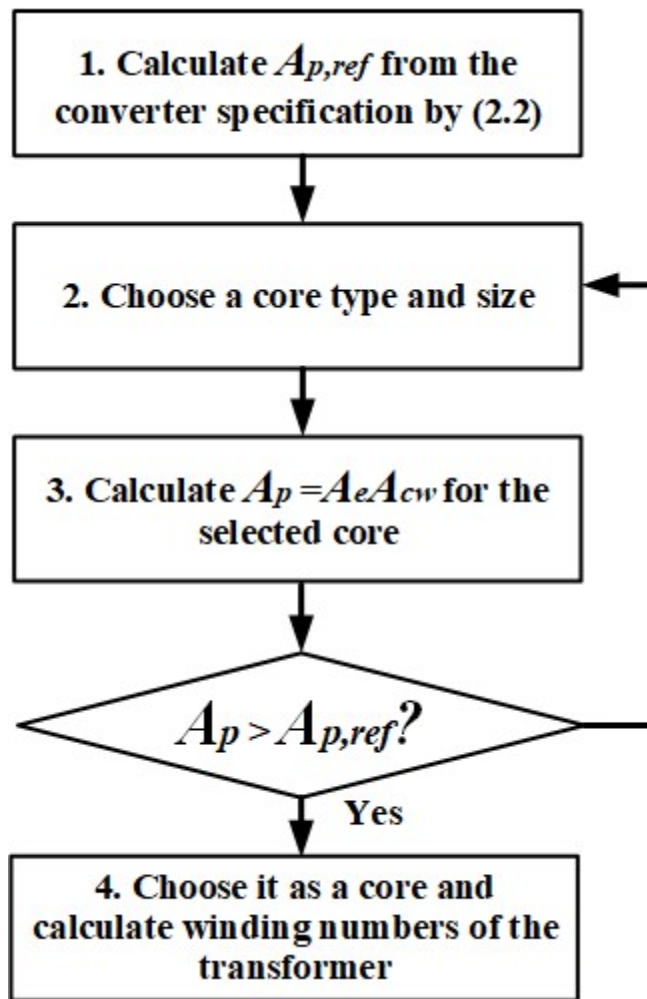 1. Calculate Ap,ref from the
converter specification by (2.2)
2. Choose a core type and size
3. Calculate Ap =AeAcw for the
selected core
Ap > Ap,ref?
Yes
4. Choose it as a core and
calculate winding numbers of the
transformer